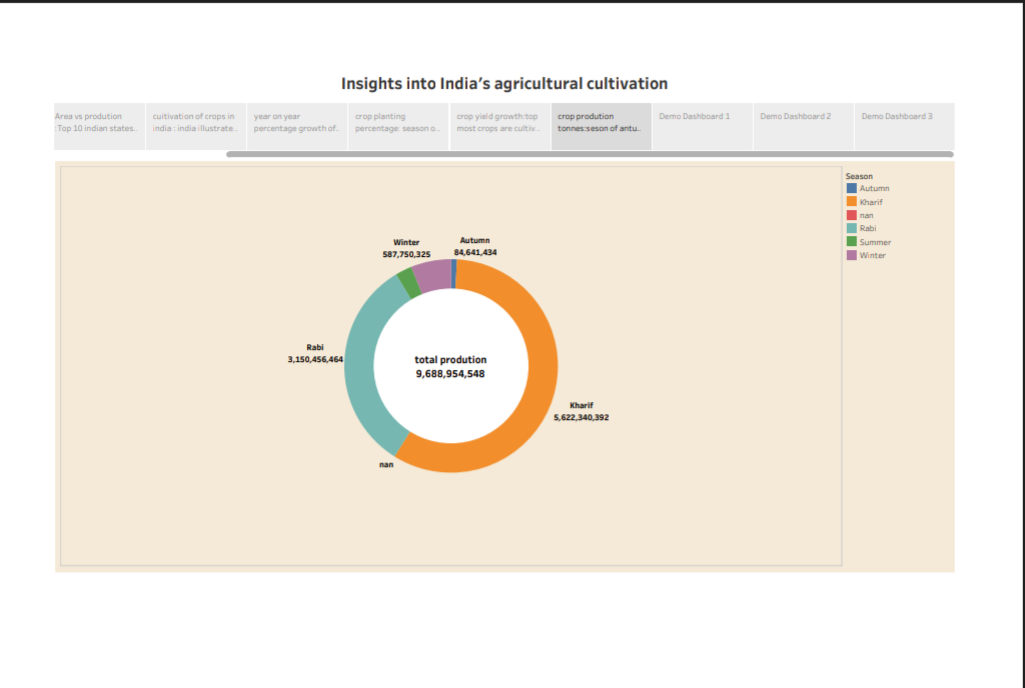 Insights into India's agricultural cultivation
Area vs prodution
:Top 10 indian states..
cuitivation of crops in
india : india illustrate..
year on year
percentage growth of..
crop planting
percentage: season o..
crop yield growth:top
most crops are cultiv..
crop production
tonnes:seson of antu..
Demo Dashboard 1
Demo Dashboard 2
Demo Dashboard 3
Season
Autumn
Kharif
nan
Rabi
Summer
Winter
Winter
587,750,325
Autumn
84,641,434
Rabi
3,150,456,464
total prodution
9,688,954,548
Kharif
5,622,340,392
nan